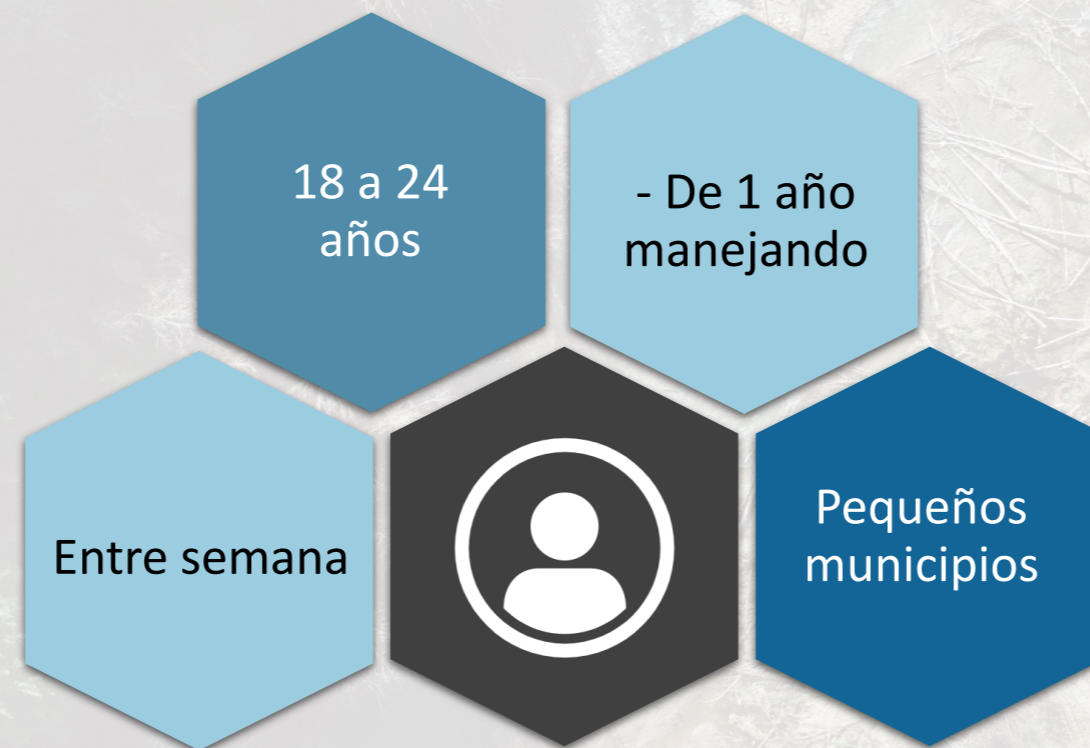 18 a 24
años
- De 1 año
manejando
Entre semana
Pequeños
municipios